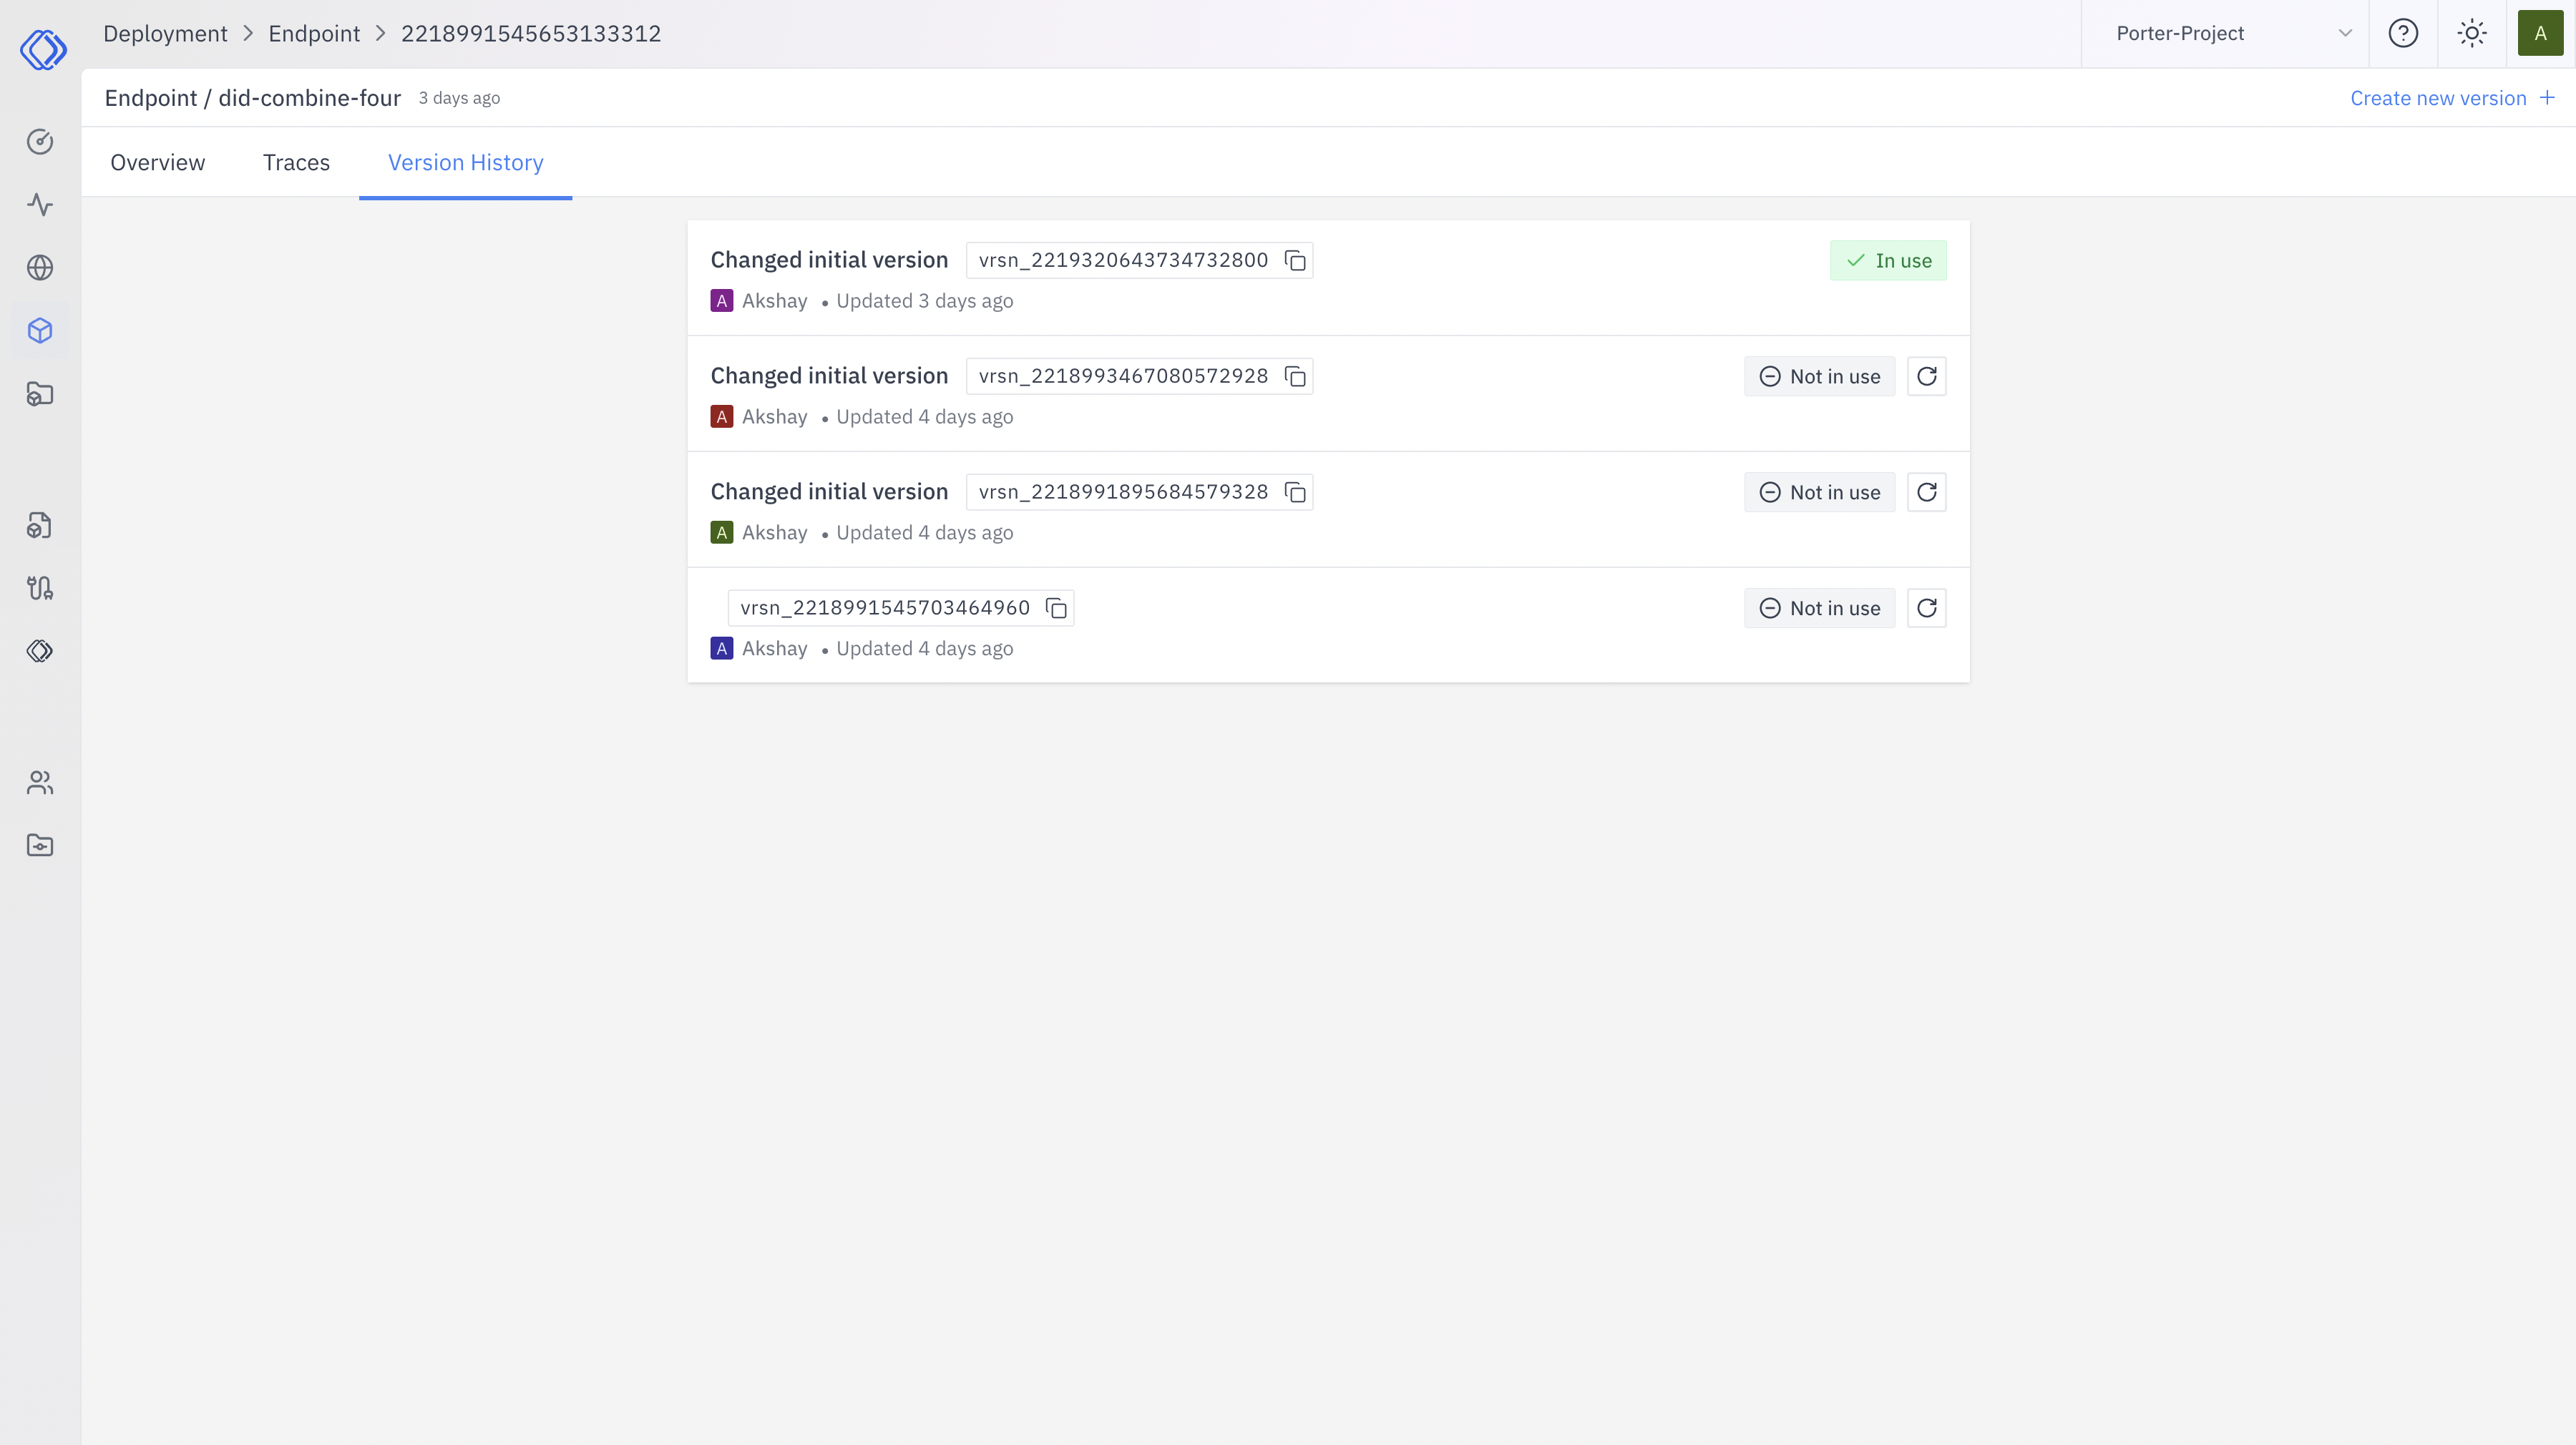 Deployment > Endpoint > 2218991545653133312
Porter-Project
A
Endpoint / did-combine-four 3 days ago
Create new version +
Overview Traces Version History
Changed initial version vrsn_2219320643734732800
In use
A Akshay • Updated 3 days ago
Changed initial version vrsn_2218993467080572928
Not in use
A Akshay • Updated 4 days ago
Changed initial version vrsn_2218991895684579328
Not in use
A Akshay • Updated 4 days ago
vrsn_2218991545703464960
Not in use
A Akshay • Updated 4 days ago